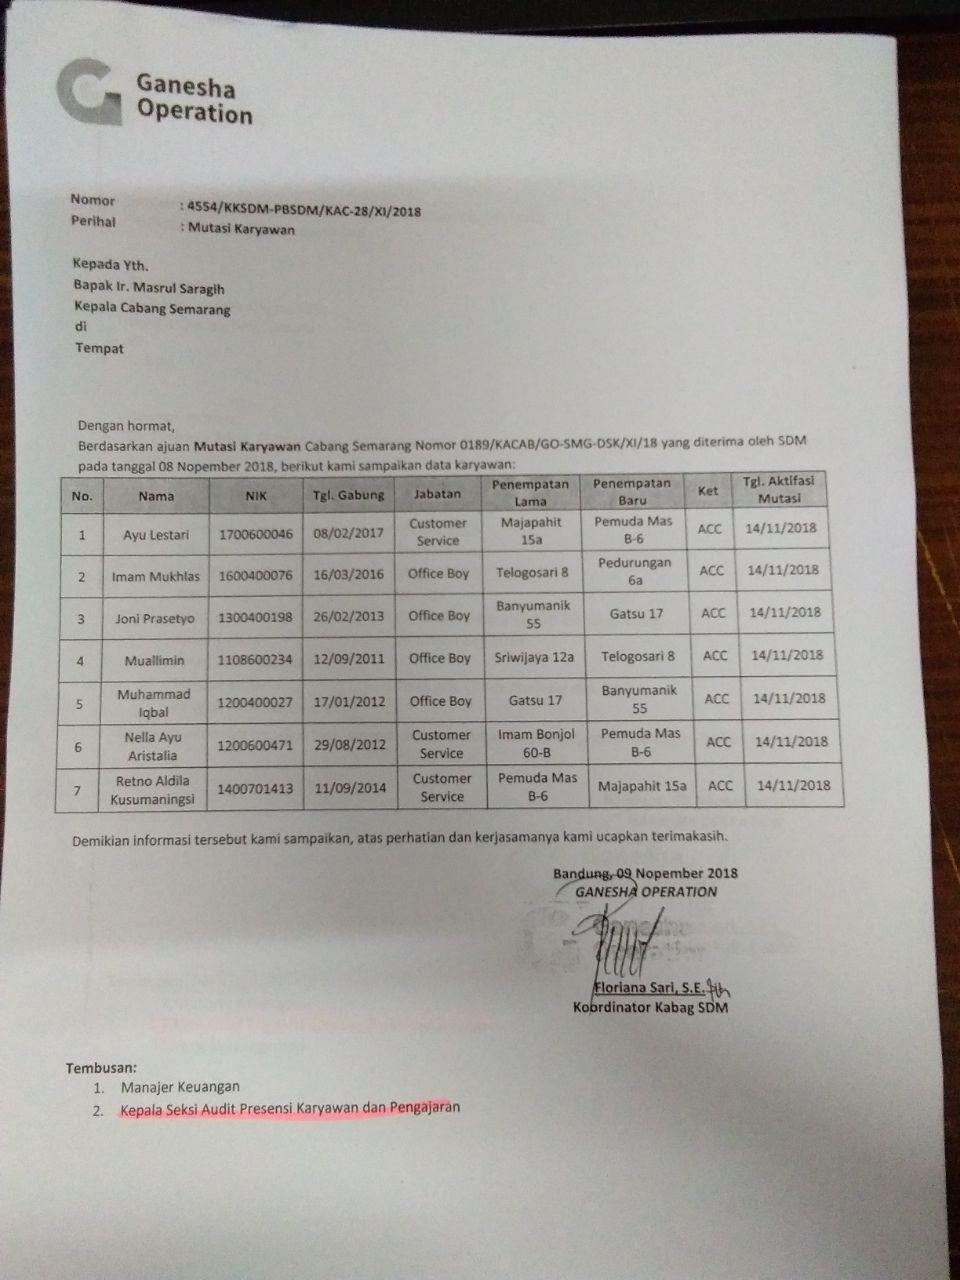 Ganesha
Operation
Nomor : 4554/KKSDM-PBSDM/KAC-28/XI/2018
Perihal : Mutasi Karyawan
Kepada Yth.
Bapak Ir. Masrul Saragih
Kepala Cabang Semarang
di
Tempat
Dengan hormat,
Berdasarkan ajuan Mutasi Karyawan Cabang Semarang Nomor 0189/KACAB/GO-SMG-DSK/XI/18 yang diterima oleh SDM
pada tanggal 08 Nopember 2018, berikut kami sampaikan data karyawan:
No. Nama NIK Tgl. Gabung Jabatan Penempatan Lama Penempatan Baru Ket Tgl. Aktifasi Mutasi
1 Ayu Lestari 1700600046 08/02/2017 Customer Service Majapahit 15a Pemuda Mas B-6 ACC 14/11/2018
2 Imam Mukhlas 1600400076 16/03/2016 Office Boy Telogosari 8 Pedurungan 6a ACC 14/11/2018
3 Joni Prasetyo 1300400198 26/02/2013 Office Boy Banyumanik 55 Gatsu 17 ACC 14/11/2018
4 Muallimin 1108600234 12/09/2011 Office Boy Sriwijaya 12a Telogosari 8 ACC 14/11/2018
5 Muhammad Iqbal 1200400027 17/01/2012 Office Boy Gatsu 17 Banyumanik 55 ACC 14/11/2018
6 Nella Ayu Aristalia 1200600471 29/08/2012 Customer Service Imam Bonjol 60-B Pemuda Mas B-6 ACC 14/11/2018
7 Retno Aldila Kusumaningsi 1400701413 11/09/2014 Customer Service Pemuda Mas B-6 Majapahit 15a ACC 14/11/2018
Demikian informasi tersebut kami sampaikan, atas perhatian dan kerjasamanya kami ucapkan terimakasih.
Bandung, 09 Nopember 2018
GANESHA OPERATION
Floriana Sari, S.E.
Koordinator Kabag SDM
Tembusan:
1. Manajer Keuangan
2. Kepala Seksi Audit Presensi Karyawan dan Pengajaran